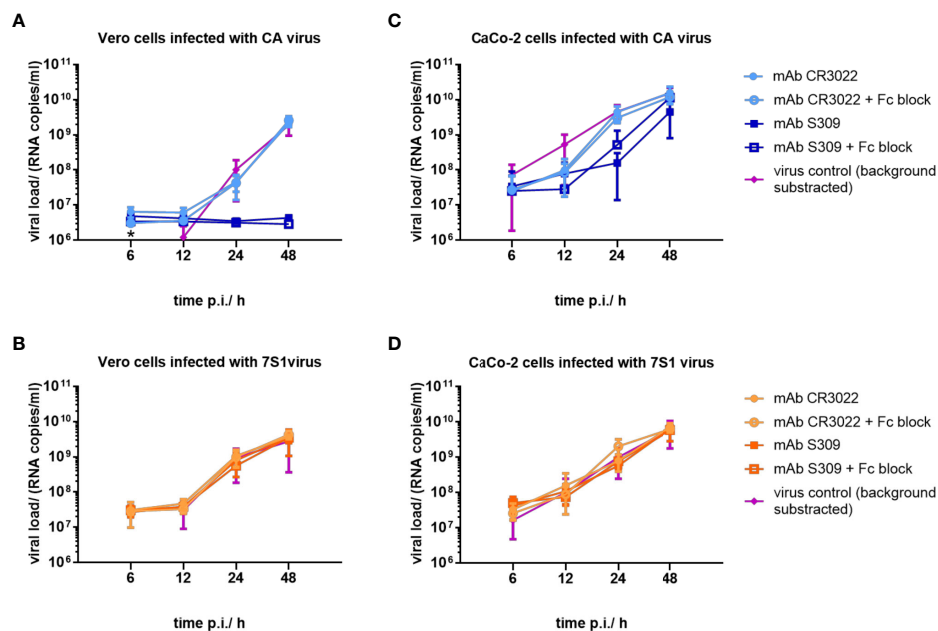 A
Vero cells infected with CA virus
viral load/ (RNA copies/ml)
10¹¹
10¹⁰
10⁹
10⁸
10⁷
10⁶
*
6 12 24 48
time p.i./ h
C
CaCo-2 cells infected with CA virus
viral load/ (RNA copies/ml)
10¹¹
10¹⁰
10⁹
10⁸
10⁷
10⁶
6 12 24 48
time p.i./ h
mAb CR3022
mAb CR3022 + Fc block
mAb S309
mAb S309 + Fc block
virus control (background
substracted)
B
Vero cells infected with 7S1virus
viral load/ (RNA copies/ml)
10¹¹
10¹⁰
10⁹
10⁸
10⁷
10⁶
6 12 24 48
time p.i./ h
D
CaCo-2 cells infected with 7S1 virus
viral load/ (RNA copies/ml)
10¹¹
10¹⁰
10⁹
10⁸
10⁷
10⁶
6 12 24 48
time p.i./ h
mAb CR3022
mAb CR3022 + Fc block
mAb S309
mAb S309 + Fc block
virus control (background
substracted)